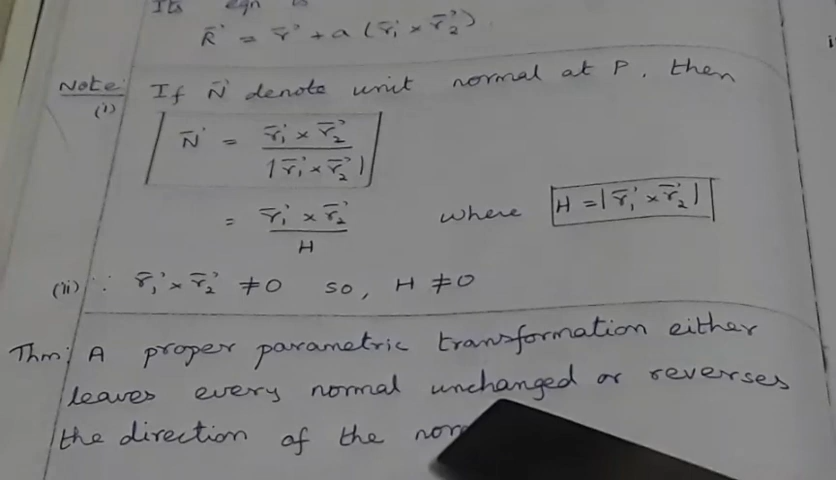 Its eqn is
R⃗ = r⃗ + a (r⃗₁ × r⃗₂)
Note: If N⃗ denote unit normal at P, then
(i)
N⃗ = r⃗₁ × r⃗₂ / |r⃗₁ × r⃗₂|
= r⃗₁ × r⃗₂ / H where H = |r⃗₁ × r⃗₂|
(ii) ∵ r⃗₁ × r⃗₂ ≠ 0 so, H ≠ 0
Thm: A proper parametric transformation either
leaves every normal unchanged or reverses
the direction of the